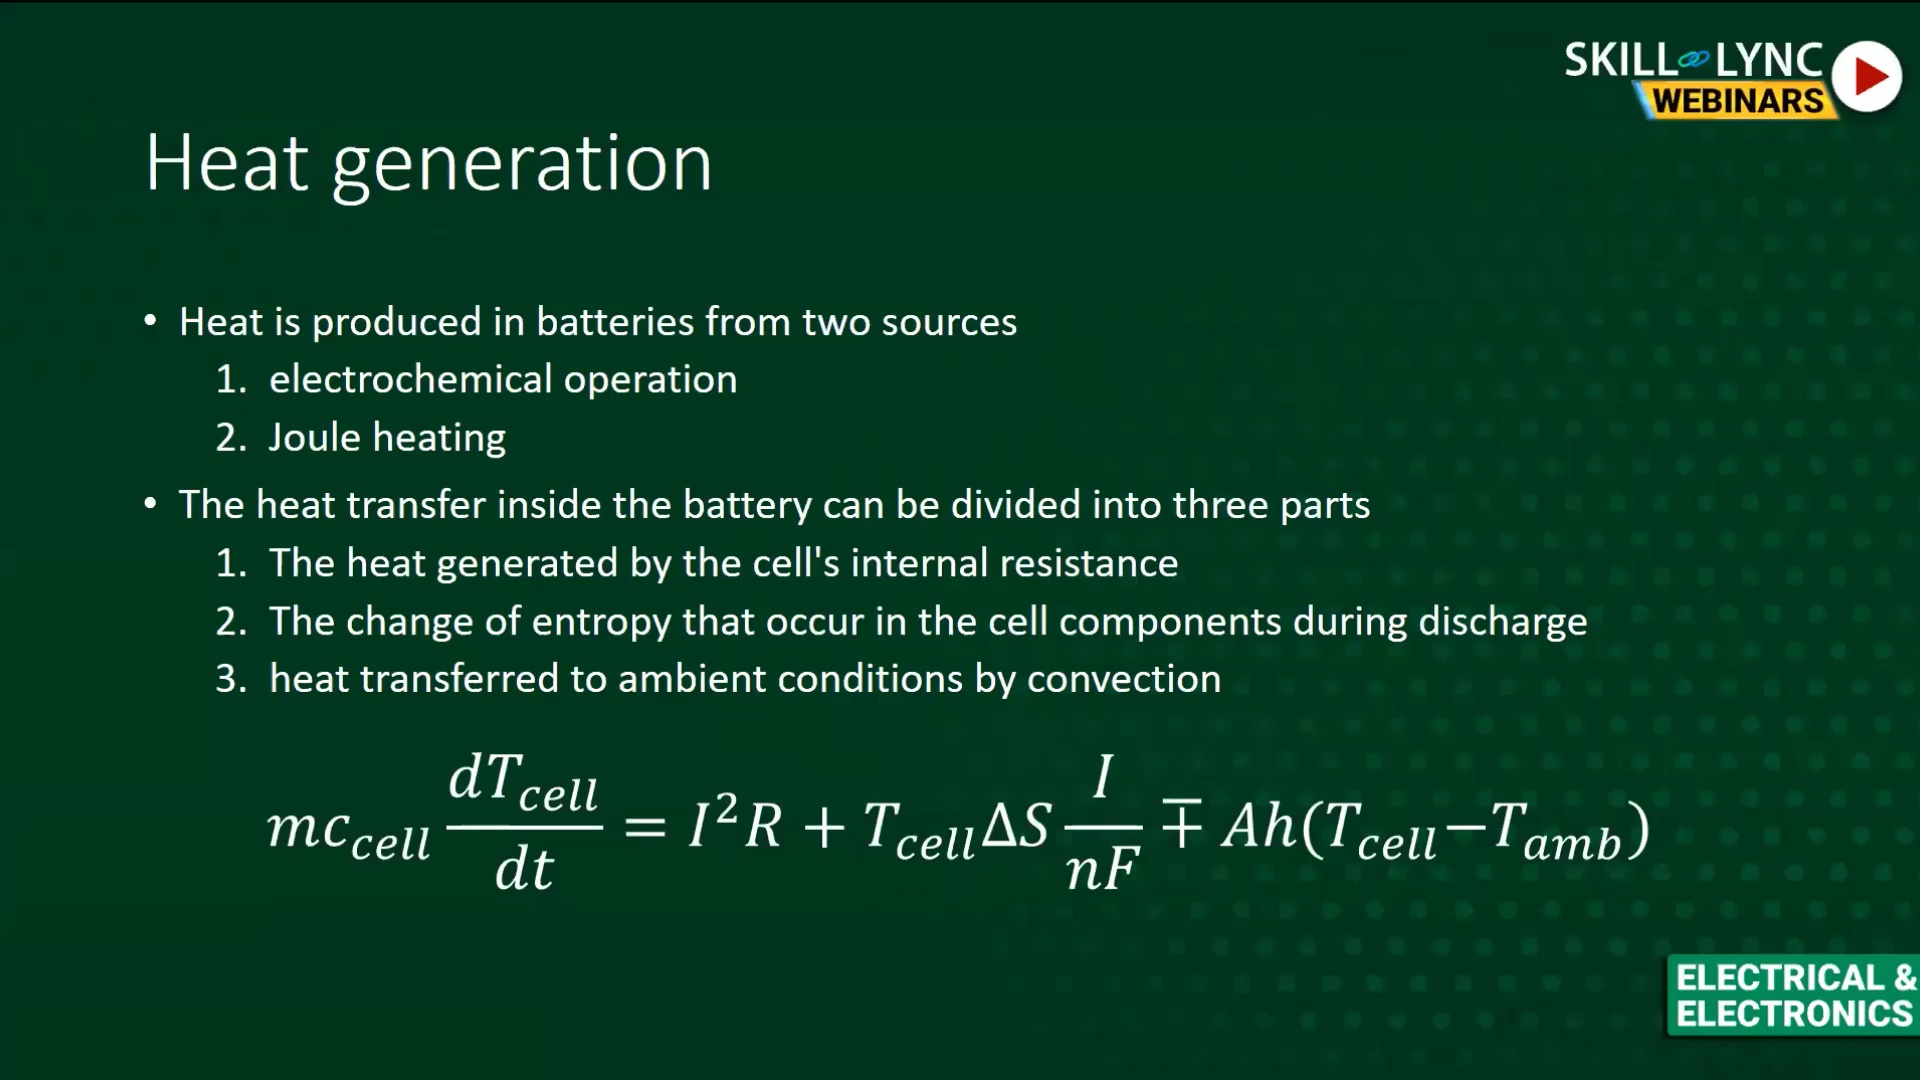 SKILL LYNC
WEBINARS
Heat generation
• Heat is produced in batteries from two sources
1. electrochemical operation
2. Joule heating
• The heat transfer inside the battery can be divided into three parts
1. The heat generated by the cell's internal resistance
2. The change of entropy that occur in the cell components during discharge
3. heat transferred to ambient conditions by convection
mc_cell dT_cell/dt = I²R + T_cell ΔS I/nF ∓ Ah(T_cell−T_amb)
ELECTRICAL &
ELECTRONICS